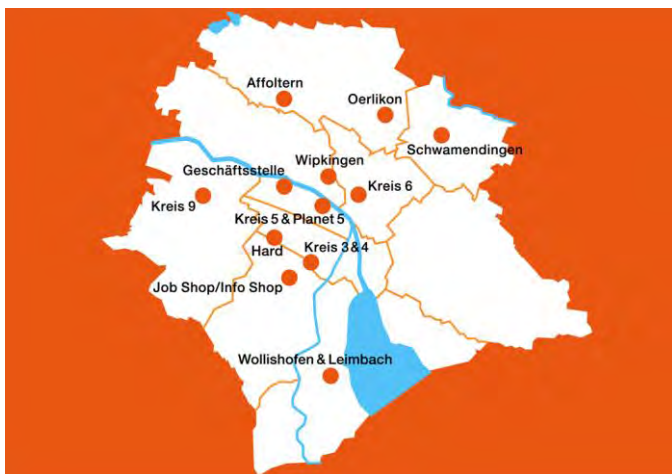 Affoltern
Oerlikon
Schwamendingen
Wipkingen
Geschäftsstelle
Kreis 6
Kreis 9
Kreis 5 & Planet 5
Hard
Kreis 3 & 4
Job Shop/Info Shop
Wollishofen & Leimbach